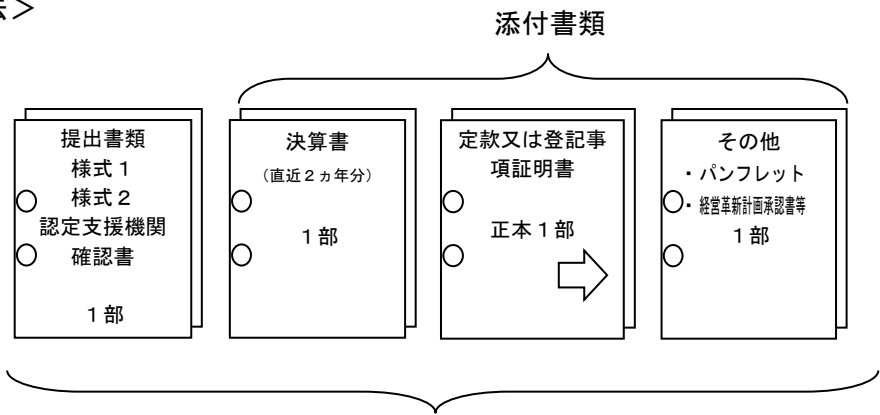 法＞
添付書類
提出書類
様式１
様式２
認定支援機関
確認書
１部
決算書
（直近２ヵ年分）
１部
定款又は登記事
項証明書
正本１部
その他
・パンフレット
・経営革新計画承認書等
１部